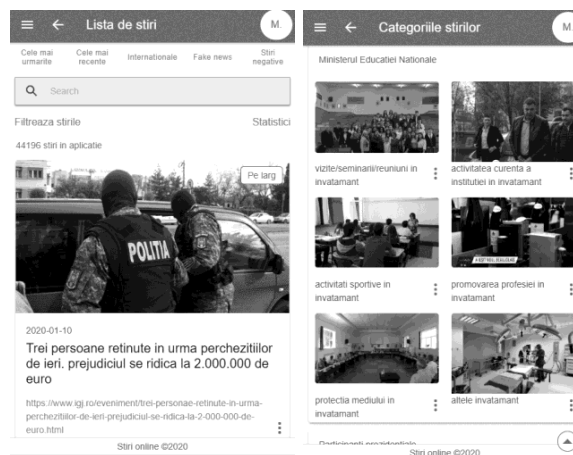 Lista de stiri
M.
Cele mai urmarite
Cele mai recente
Internationale
Fake news
Stiri negative
Search
Filtreaza stirile
Statistici
44196 stiri in aplicatie
Pe larg
POLITIA
2020-01-10
Trei persoane retinute in urma perchezitiilor
de ieri. prejudiciul se ridica la 2.000.000 de
euro
https://www.igj.ro/eveniment/trei-personae-retinute-in-urma-
perchezitiilor-de-ieri-prejudiciul-se-ridica-la-2-000-000-de-
euro.html
Stiri online ©2020
Categoriile stirilor
M
Ministerul Educatiei Nationale
vizite/seminarii/reuniuni in
invatamant
activitatea curenta a
institutiei in invatamant
activitati sportive in
invatamant
promovarea profesiei in
invatamant
protectia mediului in
invatamant
altele invatamant
Participanti prezidentiale
Stiri online ©2020